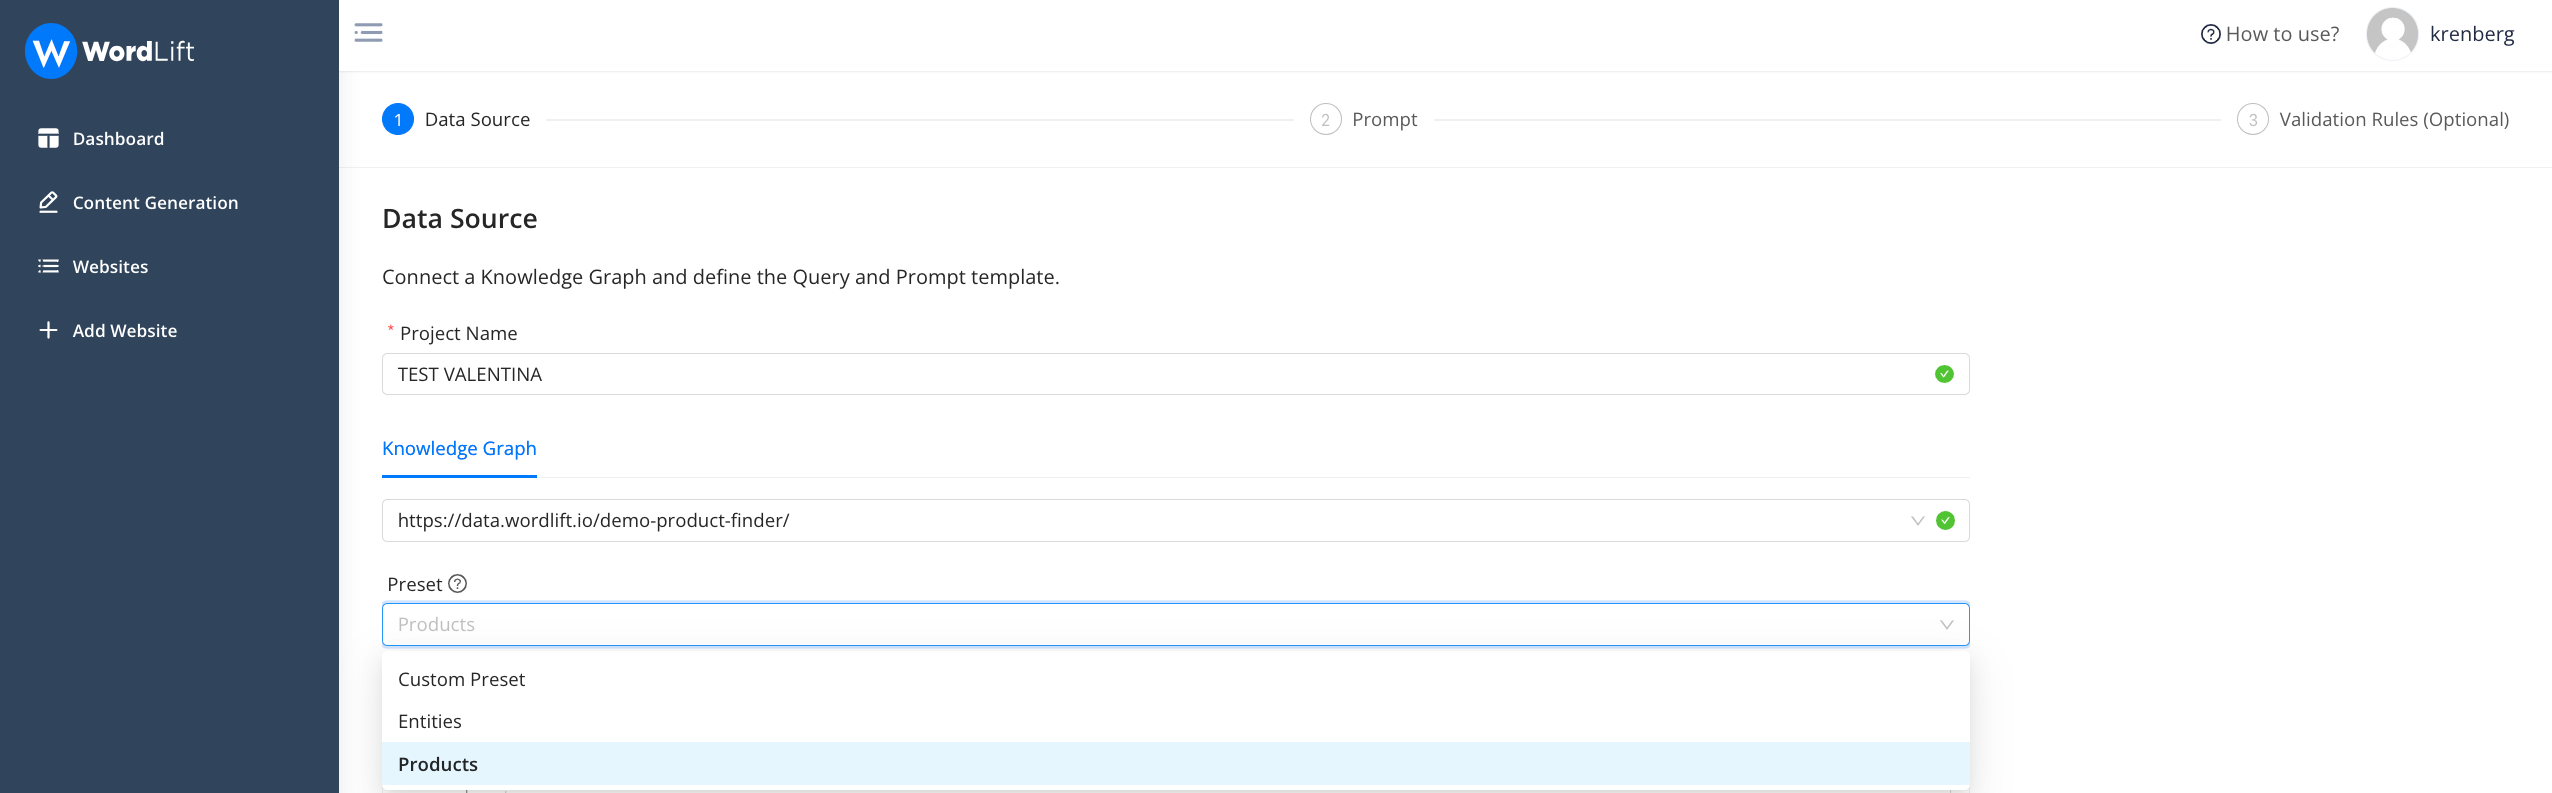 WordLift
How to use?
krenberg
Dashboard
Content Generation
Websites
Add Website
1 Data Source
2 Prompt
3 Validation Rules (Optional)
Data Source
Connect a Knowledge Graph and define the Query and Prompt template.
* Project Name
TEST VALENTINA
Knowledge Graph
https://data.wordlift.io/demo-product-finder/
Preset
Products
Custom Preset
Entities
Products